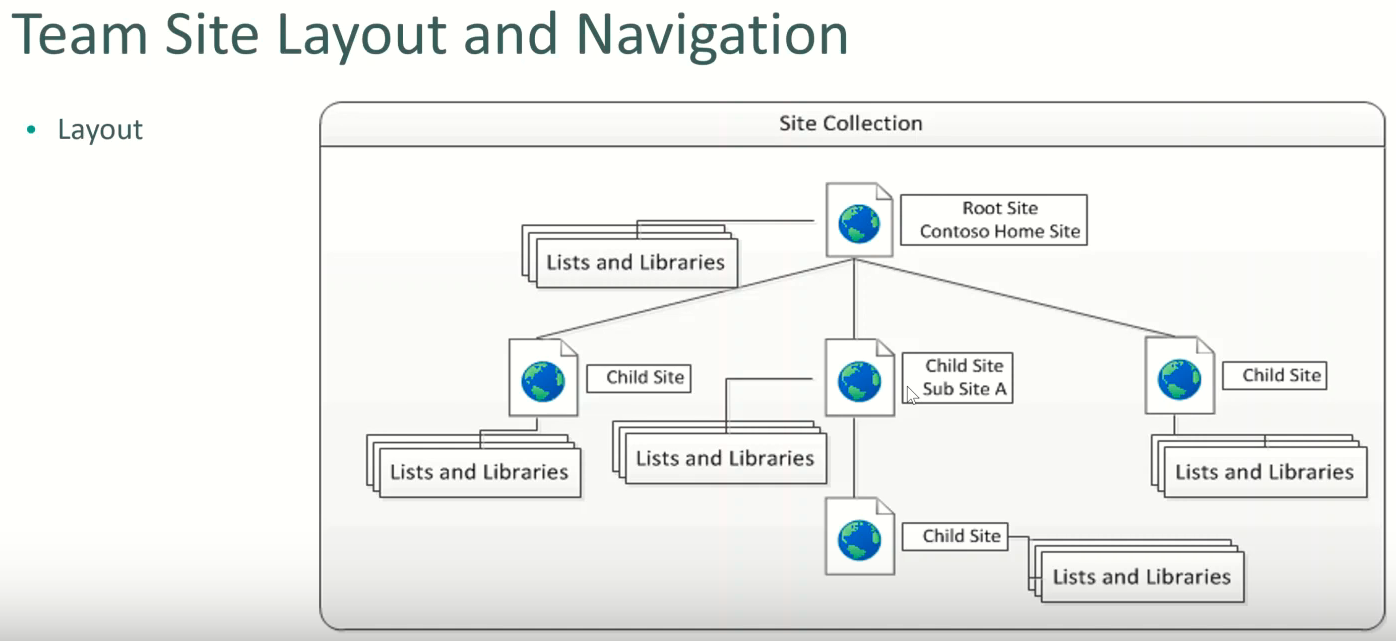 Team Site Layout and Navigation
• Layout
Site Collection
Root Site
Contoso Home Site
Lists and Libraries
Child Site
Child Site
Sub Site A
Child Site
Lists and Libraries
Lists and Libraries
Lists and Libraries
Child Site
Lists and Libraries